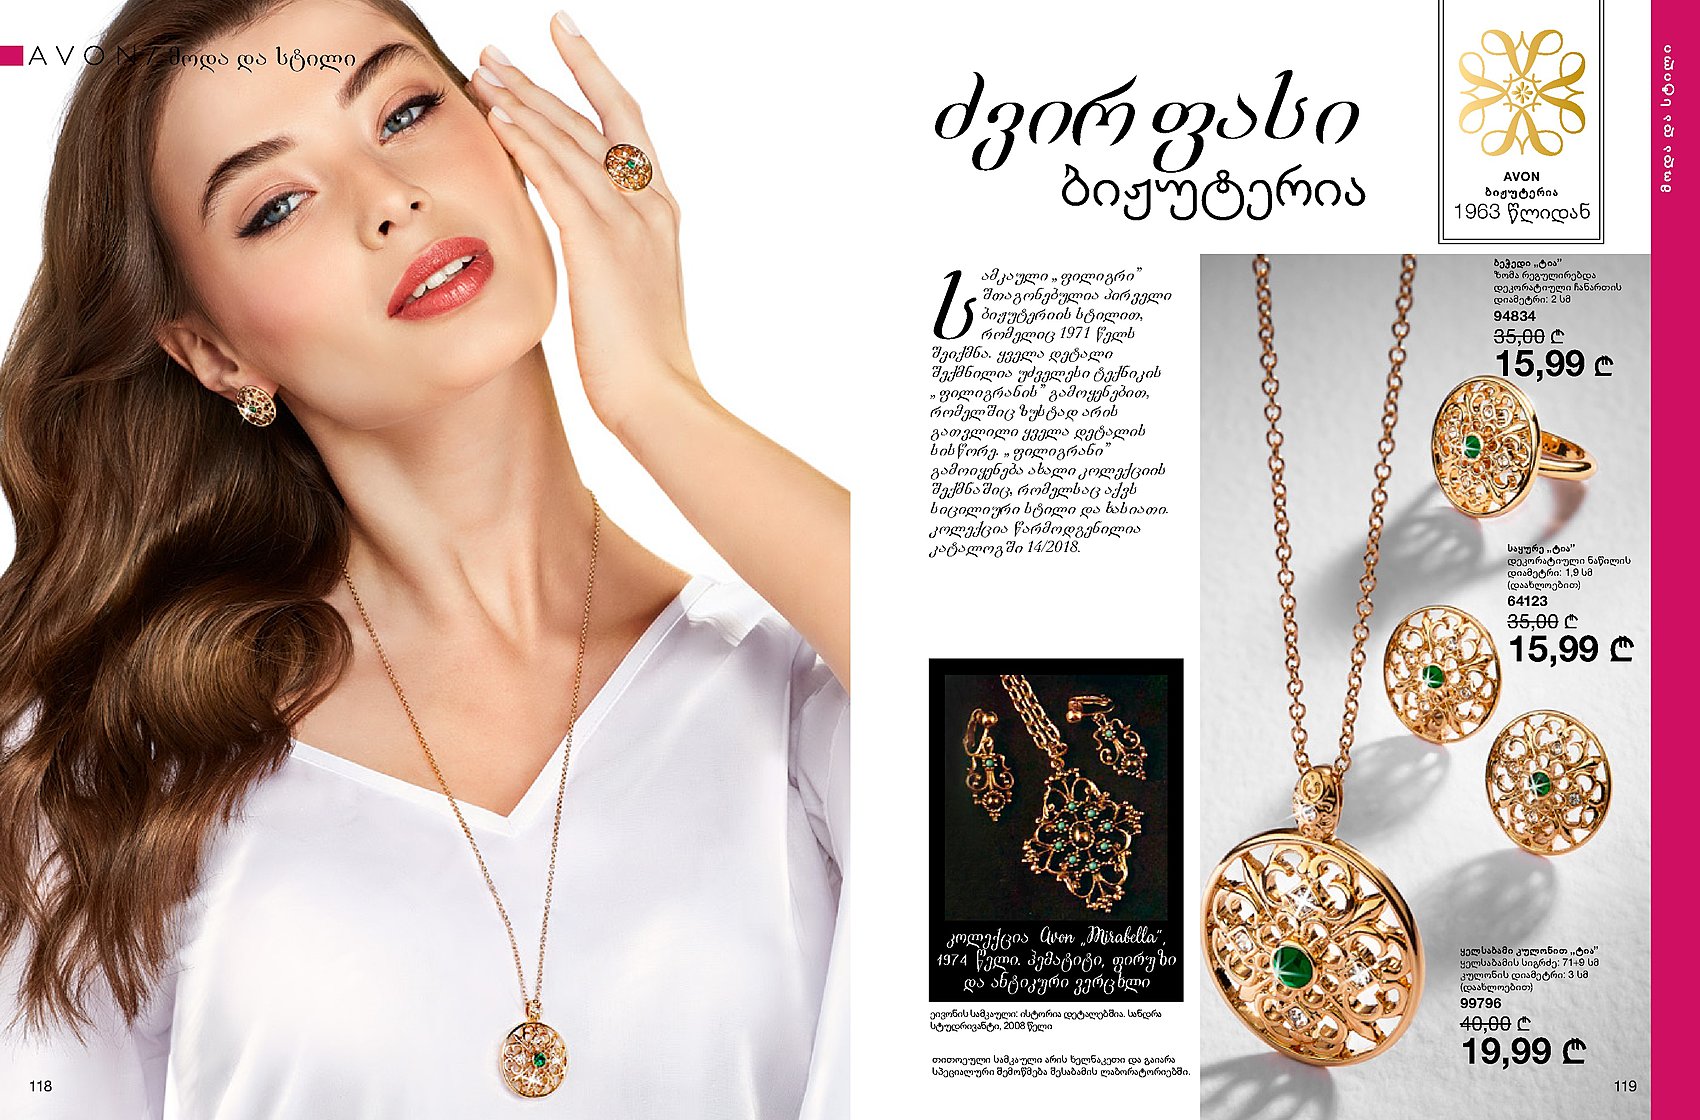 AVON / მოდა და სტილი
118
ძვირფასი
ბიჟუტერია
AVON
ბიჟუტერია
1963 წლიდან
მოდა და სტილი
სამკაული „ფილიგრი”
შთაგონებულია პირველი
ბიჟუტერიის სტილით,
რომელიც 1971 წელს
შეიქმნა. ყველა დეტალი
შექმნილია უძველესი ტექნიკის
„ფილიგრანის” გამოყენებით,
რომელშიც ზუსტად არის
გათვლილი ყველა დეტალის
სისწორე. „ფილიგრანი”
გამოიყენება ახალი კოლექციის
შექმნაშიც, რომელსაც აქვს
სიცილიური სტილი და ხასიათი.
კოლექცია წარმოდგენილია
კატალოგში 14/2018.
კოლექცია Avon „Mirabella”,
1974 წელი. ჰემატიტი, ფირუზი
და ანტიკური ვერცხლი
ეივონის სამკაული: ისტორია დეტალებშია. სანდრა
სტუდრივანტი, 2008 წელი
თითოეული სამკაული არის ხელნაკეთი და გაიარა
სპეციალური შემოწმება შესაბამის ლაბორატორიებში.
ბეჭედი „ტია”
ზომა რეგულირებდა
დეკორატიული ჩანართის
დიამეტრი: 2 სმ
94834
35,00 ₾
15,99 ₾
საყურე „ტია”
დეკორატიული ნაწილის
დიამეტრი: 1,9 სმ
(დაახლოებით)
64123
35,00 ₾
15,99 ₾
ყელსაბამი კულონით „ტია”
ყელსაბამის სიგრძე: 71+9 სმ
კულონის დიამეტრი: 3 სმ
(დაახლოებით)
99796
40,00 ₾
19,99 ₾
119